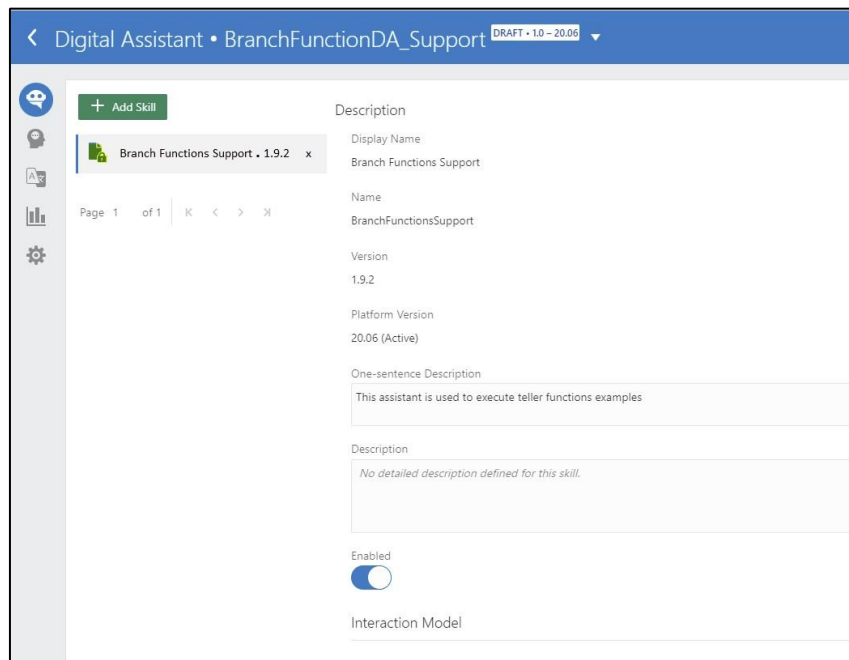 Digital Assistant • BranchFunctionDA_Support DRAFT • 1.0 – 20.06
+ Add Skill
Branch Functions Support . 1.9.2 x
Page 1 of 1
Description
Display Name
Branch Functions Support
Name
BranchFunctionsSupport
Version
1.9.2
Platform Version
20.06 (Active)
One-sentence Description
This assistant is used to execute teller functions examples
Description
No detailed description defined for this skill.
Enabled
Interaction Model